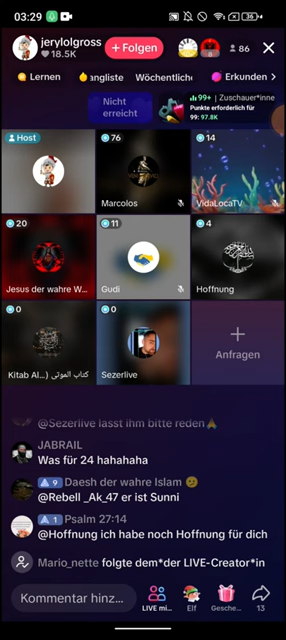 03:29
36
jerylolgross
18.5K
+ Folgen
8
86
Lernen
angliste
Wöchentliche
Erkunden >
Nicht
erreicht
99+ | Zuschauer*inne
Punkte erforderlich für
99: 97.8K
Host
76
Marcolos
14
VidaLocaTV
20
Jesus der wahre W...
11
Gudi
4
Hoffnung
0
Kitab Al... (كتاب الموتى
0
Sezerlive
+
Anfragen
@Sezerlive lasst ihm bitte reden🙏
JABRAIL
Was für 24 hahahaha
9 Daesh der wahre Islam 🫡
@Rebell _Ak_47 er ist Sunni
1 Psalm 27:14
@Hoffnung ich habe noch Hoffnung für dich
Mario_nette folgte dem*der LIVE-Creator*in
Kommentar hinz...
LIVE mi...
Elf
Gesche...
13